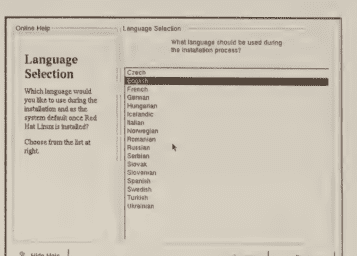 Online Help
Language Selection
Language
Selection
Which language would
you like to use during the
installation and as the
system default once Red
Hat Linux is installed?
Choose from the list at
right.
What language should be used during
the installation process?
Czech
English
French
German
Hungarian
Icelandic
Italian
Norwegian
Romanian
Russian
Serbian
Slovak
Slovenian
Spanish
Swedish
Turkish
Ukrainian
Hide Help